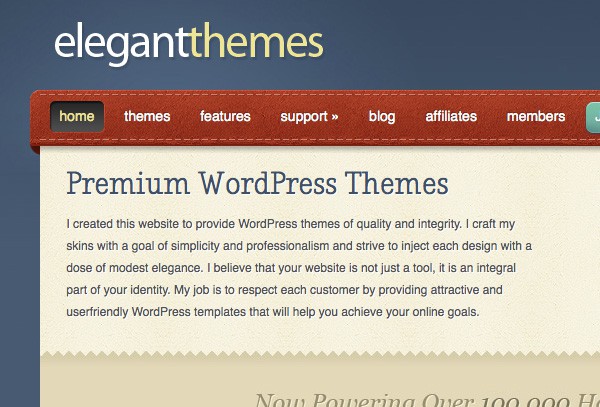 elegantthemes
home themes features support » blog affiliates members
Premium WordPress Themes
I created this website to provide WordPress themes of quality and integrity. I craft my
skins with a goal of simplicity and professionalism and strive to inject each design with a
dose of modest elegance. I believe that your website is not just a tool, it is an integral
part of your identity. My job is to respect each customer by providing attractive and
userfriendly WordPress templates that will help you achieve your online goals.
Now Powering Over 100,000